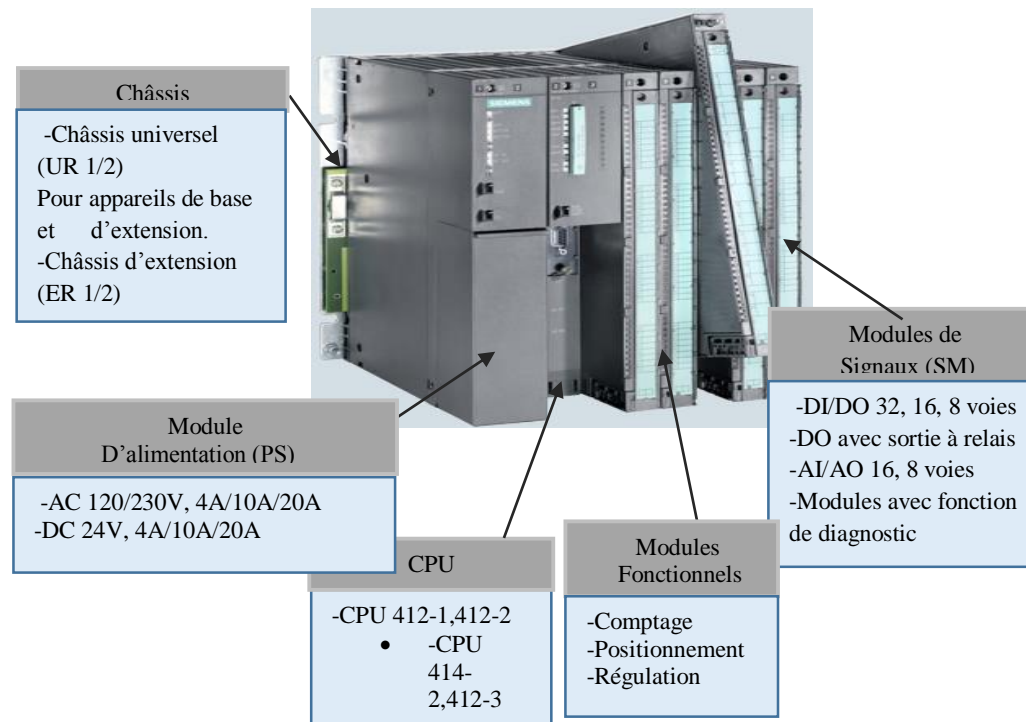 SIEMENS
Châssis
-Châssis universel
(UR 1/2)
Pour appareils de base
et d’extension.
-Châssis d’extension
(ER 1/2)
Modules de
Signaux (SM)
-DI/DO 32, 16, 8 voies
-DO avec sortie à relais
-AI/AO 16, 8 voies
-Modules avec fonction
de diagnostic
Module
D’alimentation (PS)
-AC 120/230V, 4A/10A/20A
-DC 24V, 4A/10A/20A
CPU
-CPU 412-1,412-2
• -CPU
414-
2,412-3
Modules
Fonctionnels
-Comptage
-Positionnement
-Régulation